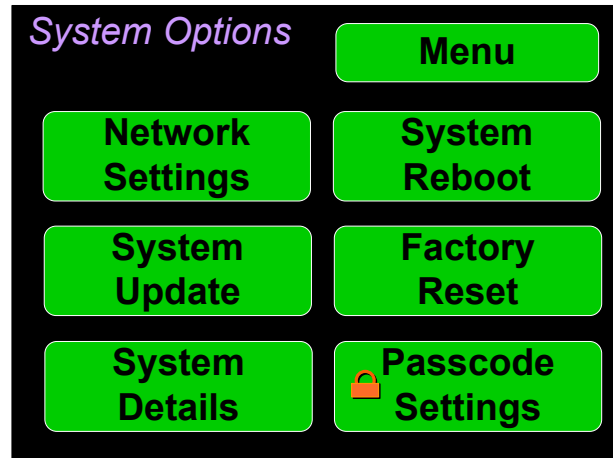 System Options
Menu
Network
Settings
System
Reboot
System
Update
Factory
Reset
System
Details
Passcode
Settings